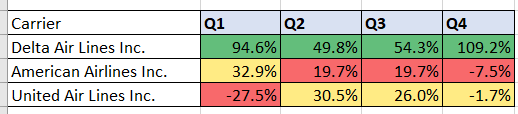 Carrier Q1 Q2 Q3 Q4
Delta Air Lines Inc. 94.6% 49.8% 54.3% 109.2%
American Airlines Inc. 32.9% 19.7% 19.7% -7.5%
United Air Lines Inc. -27.5% 30.5% 26.0% -1.7%